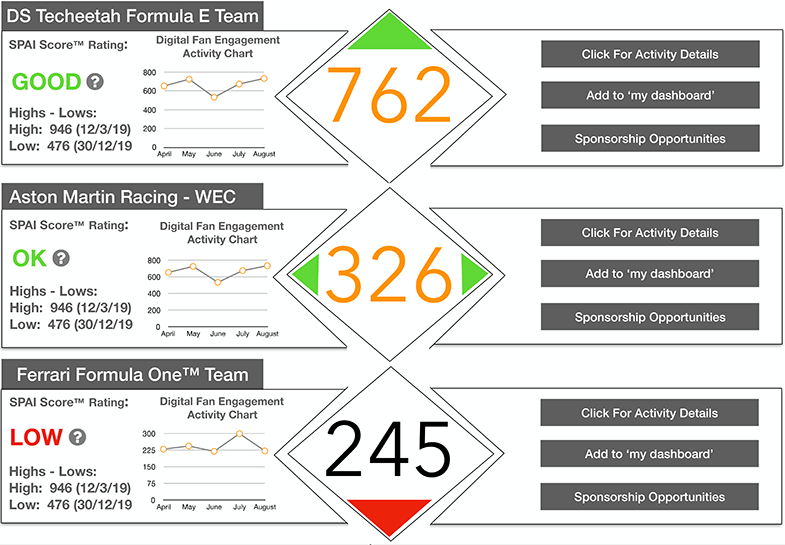 DS Techeetah Formula E Team
SPAI Score™ Rating:
GOOD ?
Highs - Lows:
High: 946 (12/3/19)
Low: 476 (30/12/19
Digital Fan Engagement
Activity Chart
800
600
400
200
0
April May June July August
762
Click For Activity Details
Add to ‘my dashboard’
Sponsorship Opportunities
Aston Martin Racing - WEC
SPAI Score™ Rating:
OK ?
Highs - Lows:
High: 946 (12/3/19)
Low: 476 (30/12/19
Digital Fan Engagement
Activity Chart
800
600
400
200
0
April May June July August
326
Click For Activity Details
Add to ‘my dashboard’
Sponsorship Opportunities
Ferrari Formula One™ Team
SPAI Score™ Rating:
LOW ?
Highs - Lows:
High: 946 (12/3/19)
Low: 476 (30/12/19
Digital Fan Engagement
Activity Chart
300
225
150
75
0
April May June July August
245
Click For Activity Details
Add to ‘my dashboard’
Sponsorship Opportunities